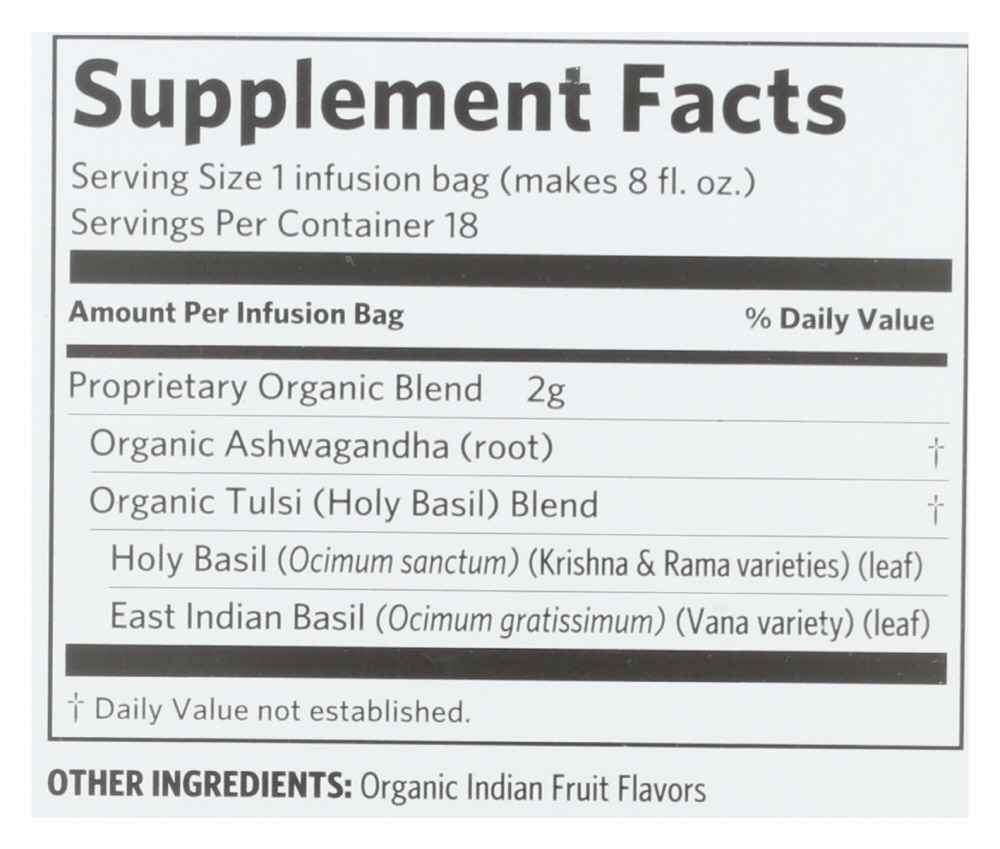 Supplement Facts
Serving Size 1 infusion bag (makes 8 fl. oz.)
Servings Per Container 18
Amount Per Infusion Bag % Daily Value
Proprietary Organic Blend 2g
Organic Ashwagandha (root) †
Organic Tulsi (Holy Basil) Blend †
Holy Basil (Ocimum sanctum) (Krishna & Rama varieties) (leaf)
East Indian Basil (Ocimum gratissimum) (Vana variety) (leaf)
† Daily Value not established.
OTHER INGREDIENTS: Organic Indian Fruit Flavors